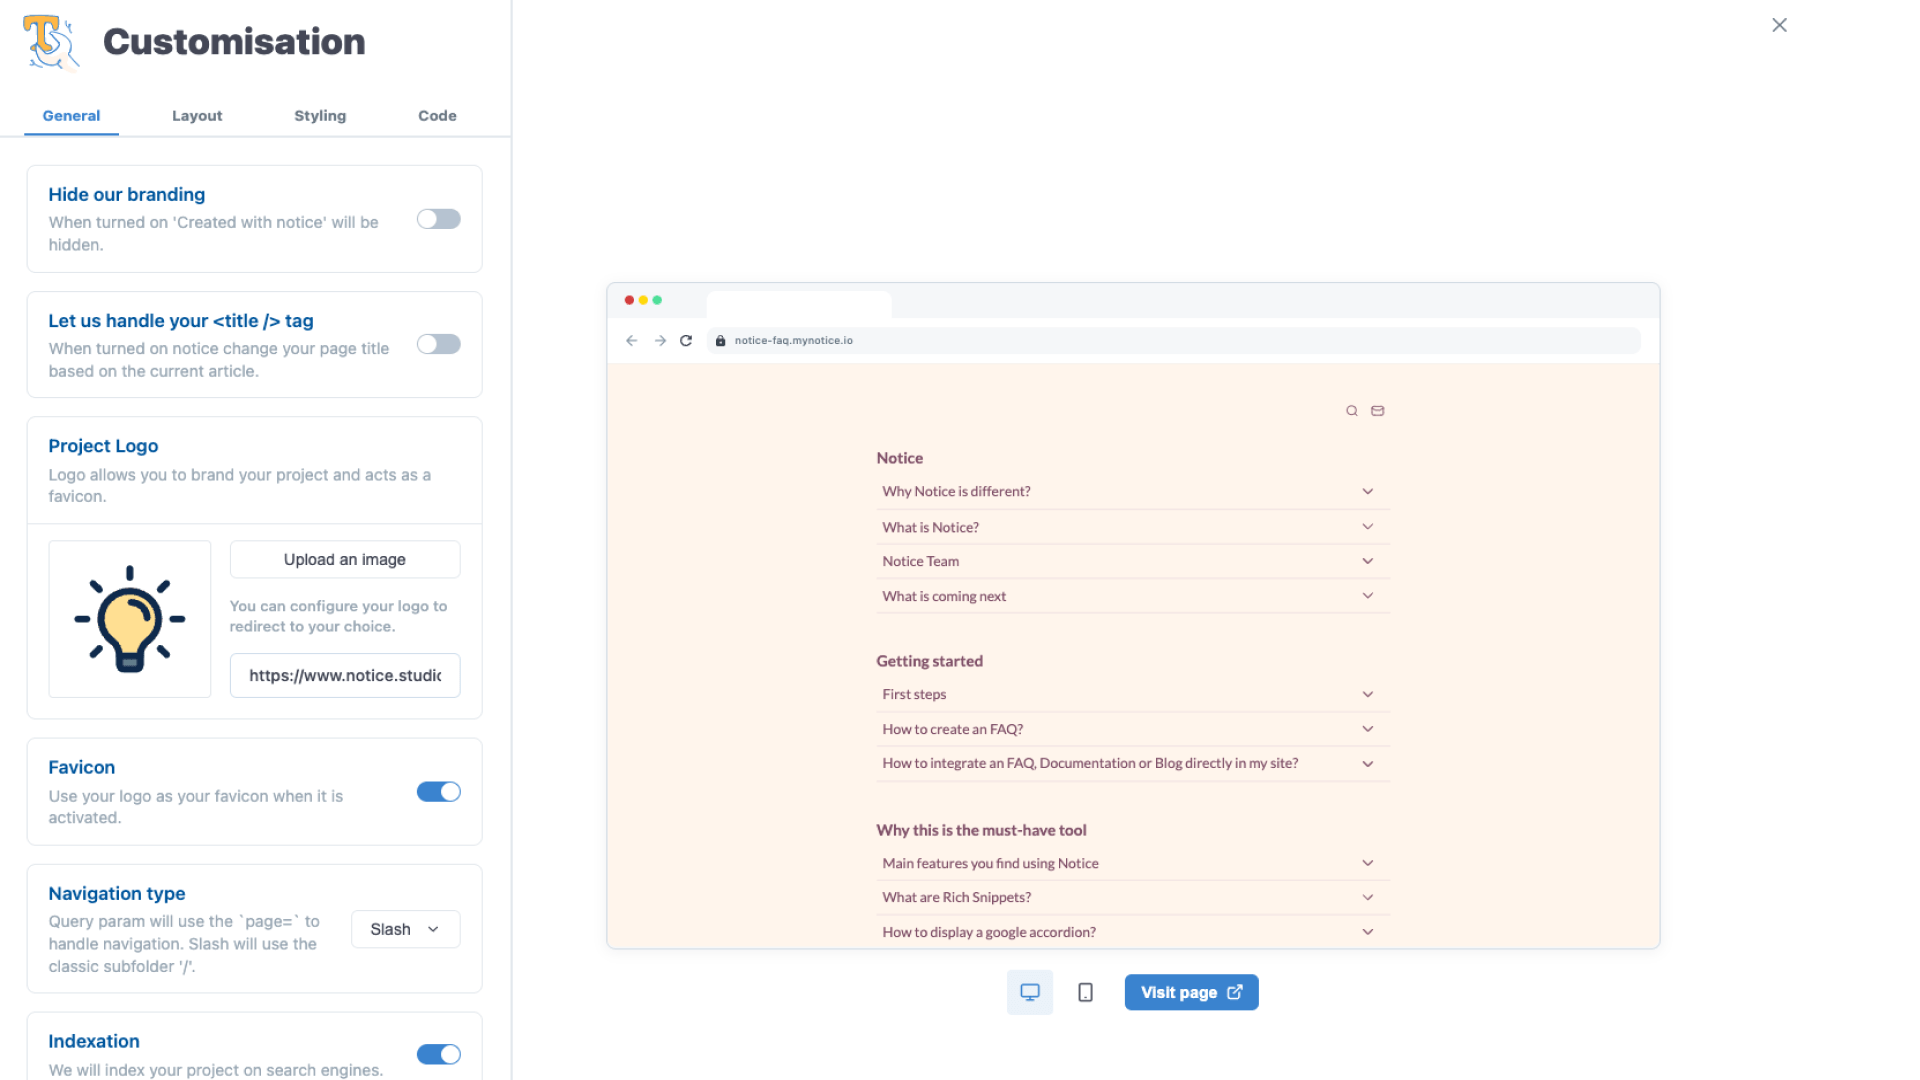 Customisation
General
Layout
Styling
Code
Hide our branding
When turned on 'Created with notice' will be
hidden.
Let us handle your <title /> tag
When turned on notice change your page title
based on the current article.
Project Logo
Logo allows you to brand your project and acts as a
favicon.
Upload an image
You can configure your logo to
redirect to your choice.
https://www.notice.studio
Favicon
Use your logo as your favicon when it is
activated.
Navigation type
Query param will use the `page=` to
handle navigation. Slash will use the
classic subfolder '/'.
Slash
Indexation
We will index your project on search engines.
notice-faq.mynotice.io
Notice
Why Notice is different?
What is Notice?
Notice Team
What is coming next
Getting started
First steps
How to create an FAQ?
How to integrate an FAQ, Documentation or Blog directly in my site?
Why this is the must-have tool
Main features you find using Notice
What are Rich Snippets?
How to display a google accordion?
Visit page